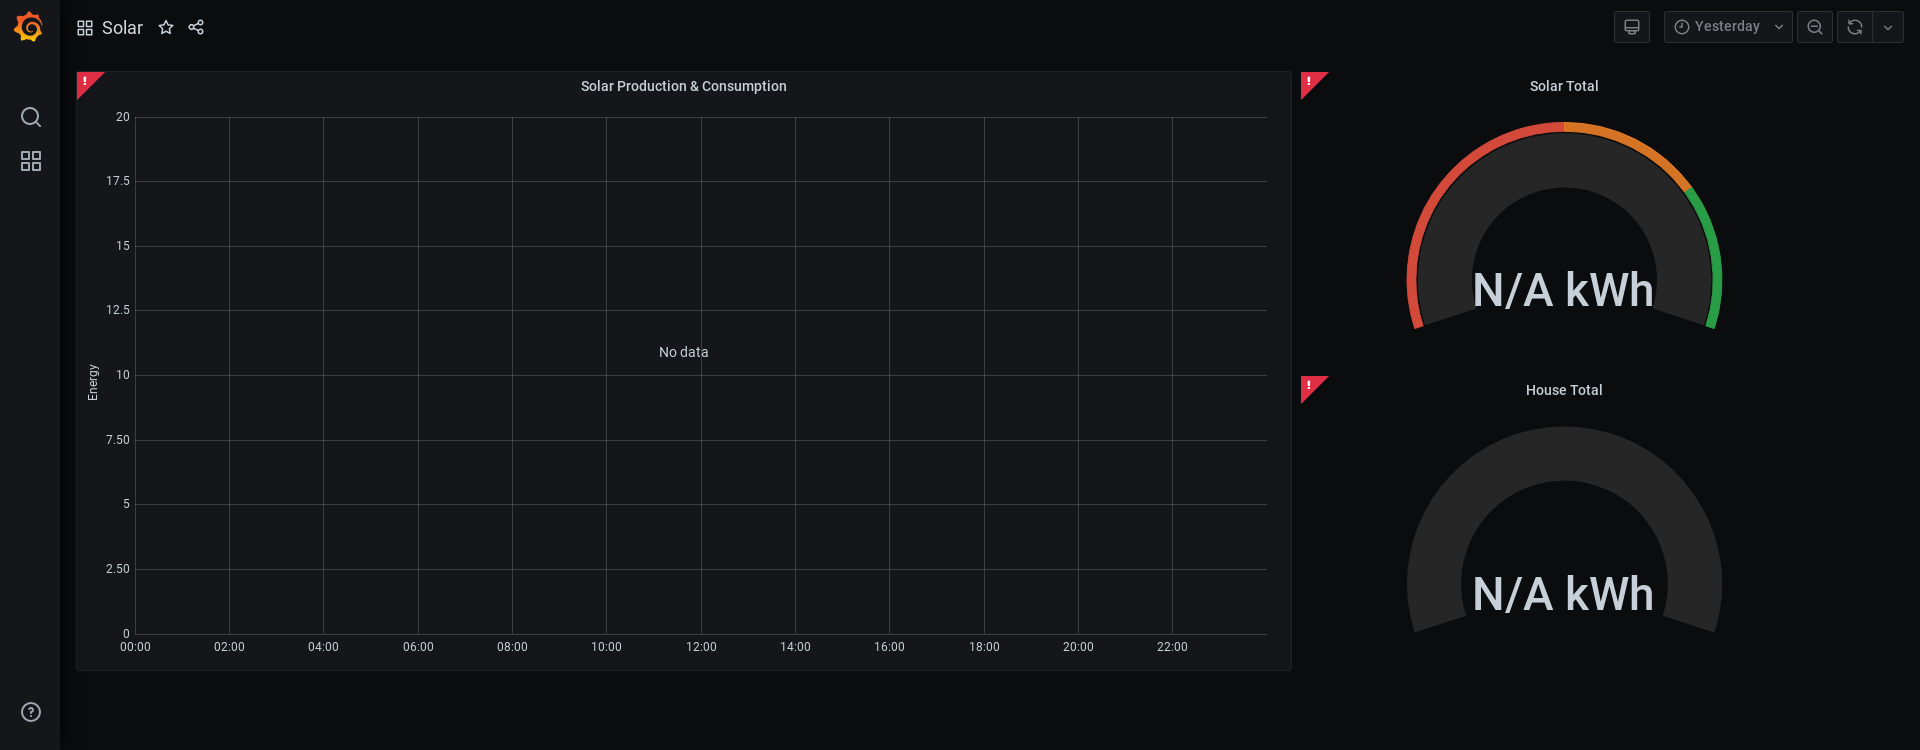 Solar
Yesterday
!
Solar Production & Consumption
20
17.5
15
12.5
10
7.50
5
2.50
0
Energy
No data
00:00 02:00 04:00 06:00 08:00 10:00 12:00 14:00 16:00 18:00 20:00 22:00
!
Solar Total
N/A kWh
!
House Total
N/A kWh
?